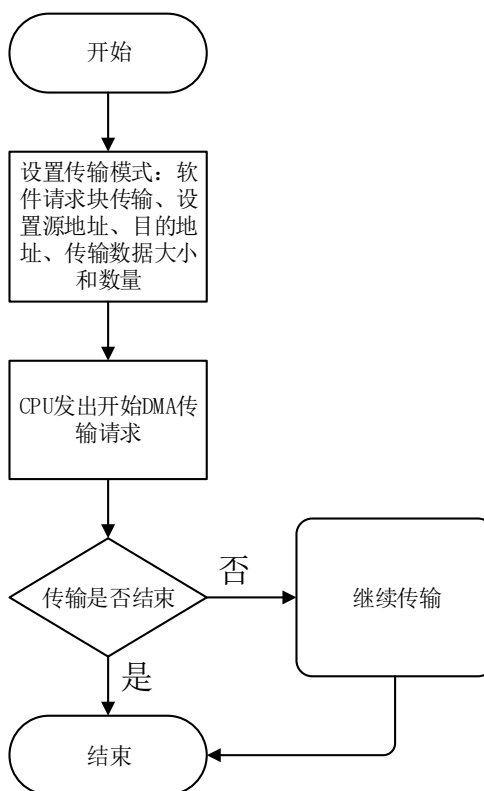 开始
设置传输模式：软
件请求块传输、设
置源地址、目的地
址、传输数据大小
和数量
CPU发出开始DMA传
输请求
传输是否结束
否
继续传输
是
结束